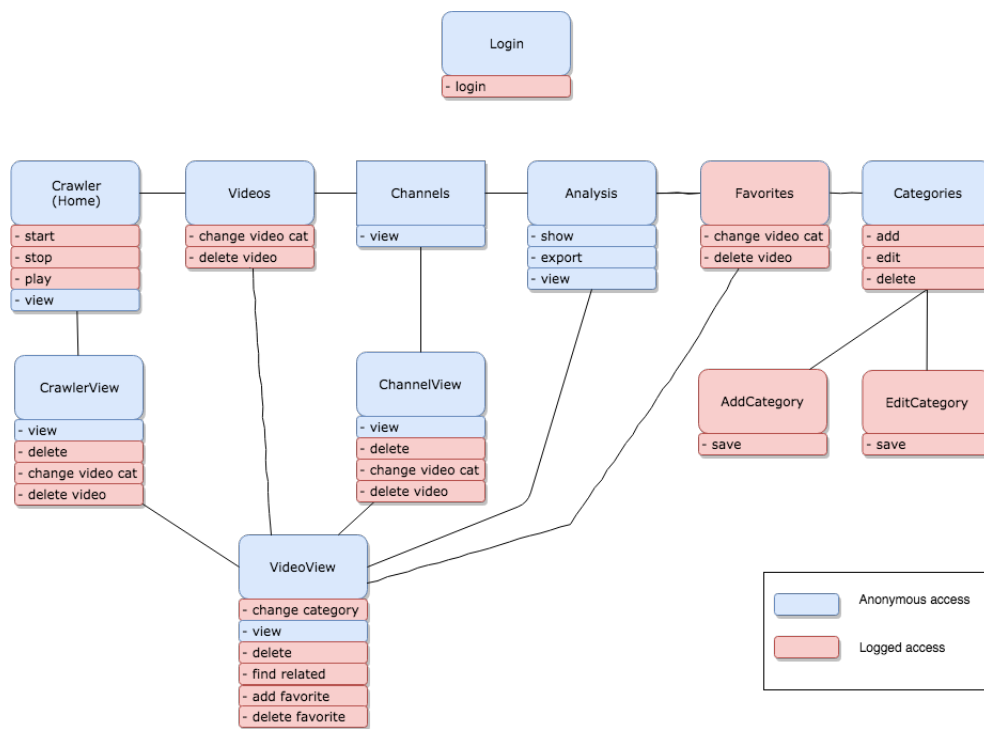 Login
- login
Crawler
(Home)
- start
- stop
- play
- view
Videos
- change video cat
- delete video
Channels
- view
Analysis
- show
- export
- view
Favorites
- change video cat
- delete video
Categories
- add
- edit
- delete
CrawlerView
- view
- delete
- change video cat
- delete video
ChannelView
- view
- delete
- change video cat
- delete video
AddCategory
- save
EditCategory
- save
VideoView
- change category
- view
- delete
- find related
- add favorite
- delete favorite
Anonymous access
Logged access